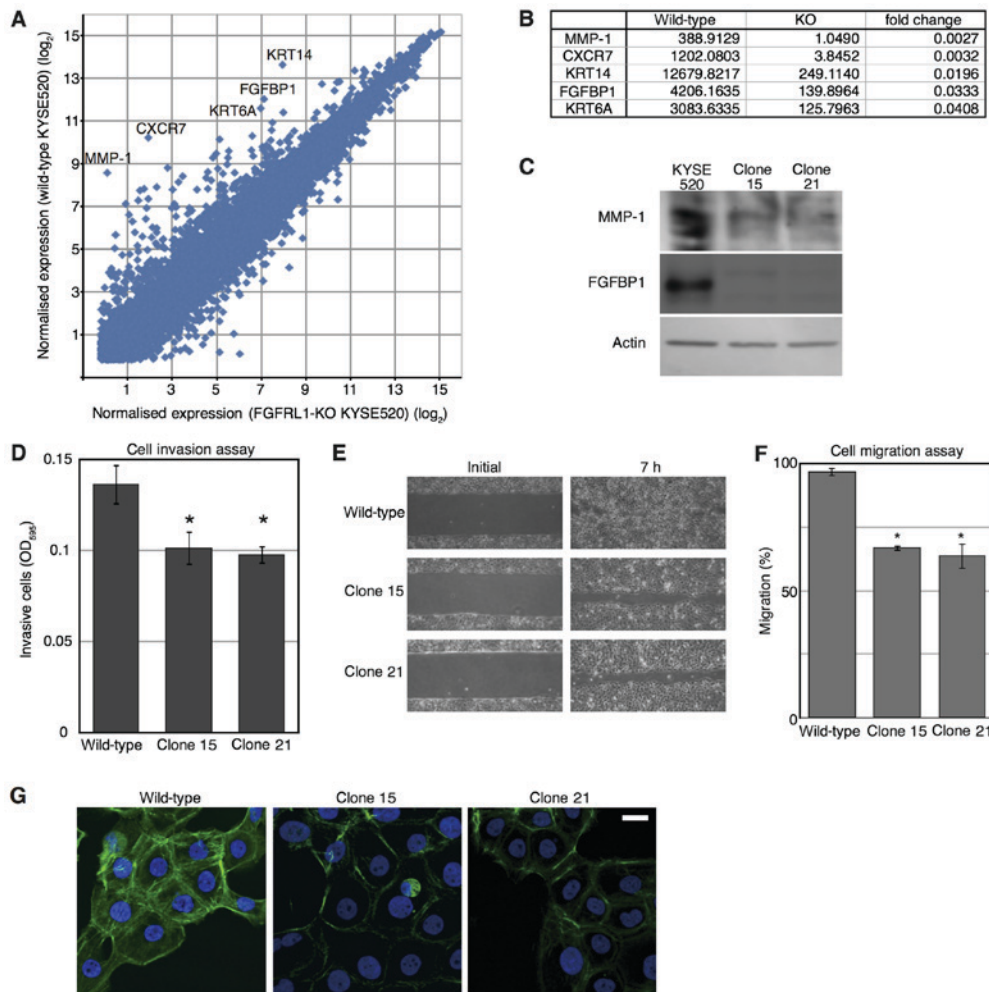 A
Normalised expression (wild-type KYSE520) (log2)
15
13
11
9
7
5
3
1
KRT14
FGFBP1
KRT6A
CXCR7
MMP-1
1 3 5 7 9 11 13 15
Normalised expression (FGFRL1-KO KYSE520) (log2)
B
Wild-type KO fold change
MMP-1 388.9129 1.0490 0.0027
CXCR7 1202.0803 3.8452 0.0032
KRT14 12679.8217 249.1140 0.0196
FGFBP1 4206.1635 139.8964 0.0333
KRT6A 3083.6335 125.7963 0.0408
C
KYSE Clone Clone
520 15 21
MMP-1
FGFBP1
Actin
D
Cell invasion assay
Invasive cells (OD595)
0.15
0.1
0.05
0
* *
Wild-type Clone 15 Clone 21
E
Initial 7 h
Wild-type
Clone 15
Clone 21
F
Cell migration assay
Migration (%)
100
50
0
* *
Wild-type Clone 15 Clone 21
G
Wild-type Clone 15 Clone 21